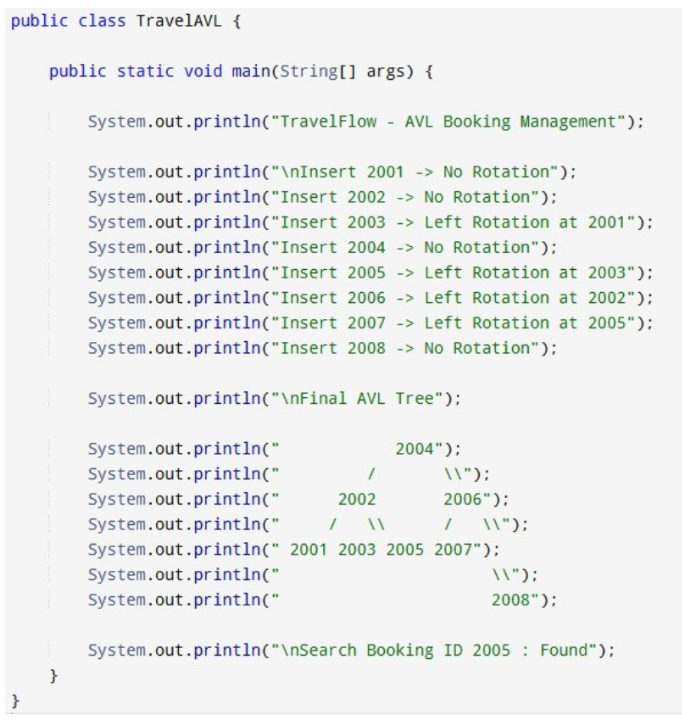 public class TravelAVL {
    public static void main(String[] args) {
        System.out.println("TravelFlow - AVL Booking Management");
        System.out.println("\nInsert 2001 -> No Rotation");
        System.out.println("Insert 2002 -> No Rotation");
        System.out.println("Insert 2003 -> Left Rotation at 2001");
        System.out.println("Insert 2004 -> No Rotation");
        System.out.println("Insert 2005 -> Left Rotation at 2003");
        System.out.println("Insert 2006 -> Left Rotation at 2002");
        System.out.println("Insert 2007 -> Left Rotation at 2005");
        System.out.println("Insert 2008 -> No Rotation");
        System.out.println("\nFinal AVL Tree");
        System.out.println("            2004");
        System.out.println("         /       \\");
        System.out.println("      2002       2006");
        System.out.println("     /   \\      /   \\");
        System.out.println(" 2001 2003 2005 2007");
        System.out.println("                      \\");
        System.out.println("                      2008");
        System.out.println("\nSearch Booking ID 2005 : Found");
    }
}